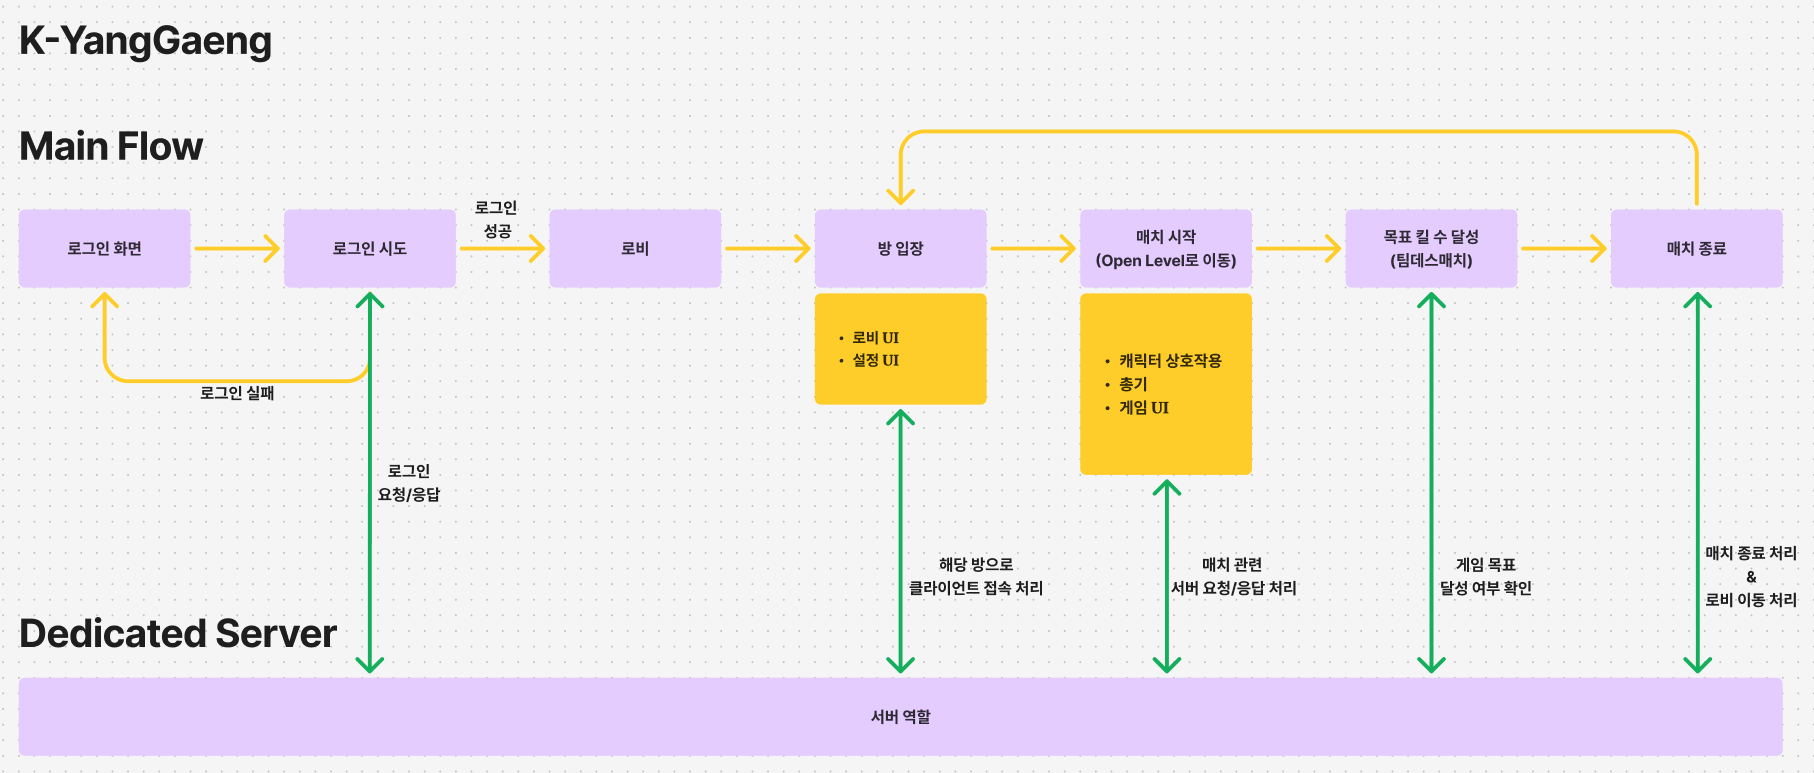 K-YangGaeng
Main Flow
로그인 화면
로그인 시도
로그인
성공
로비
방 입장
매치 시작
(Open Level로 이동)
목표 킬 수 달성
(팀데스매치)
매치 종료
• 로비 UI
• 설정 UI
• 캐릭터 상호작용
• 총기
• 게임 UI
로그인 실패
로그인
요청/응답
해당 방으로
클라이언트 접속 처리
매치 관련
서버 요청/응답 처리
게임 목표
달성 여부 확인
매치 종료 처리
&
로비 이동 처리
Dedicated Server
서버 역할